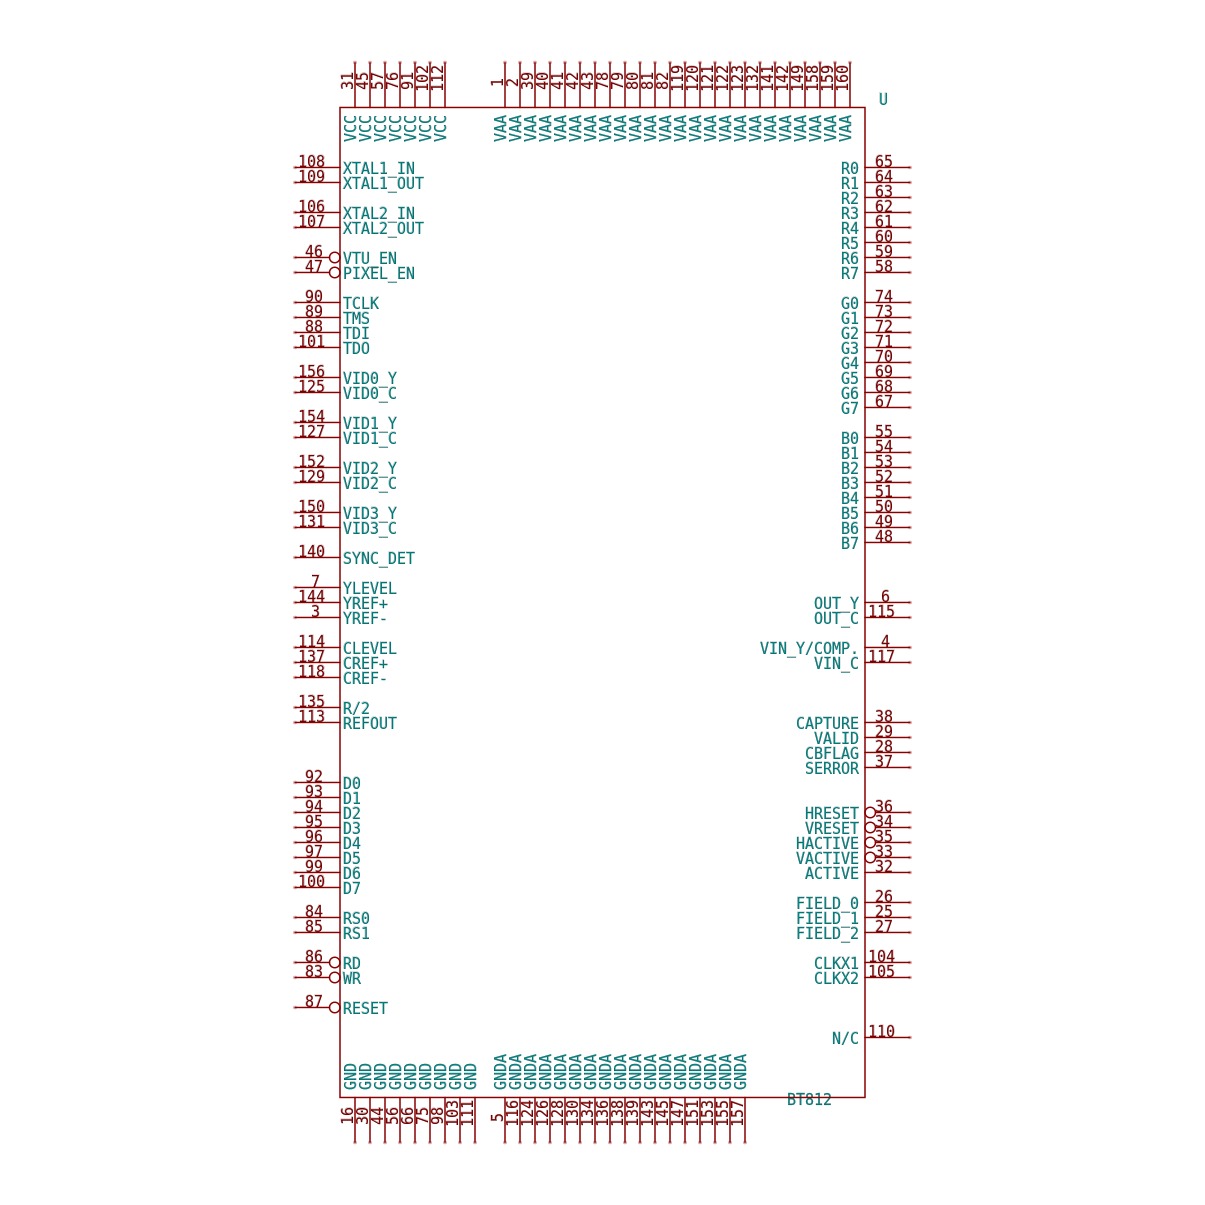 31 45 57 76 91 102 112 1 2 39 40 41 42 43 78 79 80 81 82 119 120 121 122 123 132 141 142 149 158 159 160
U
VCC VCC VCC VCC VCC VCC VCC VAA VAA VAA VAA VAA VAA VAA VAA VAA VAA VAA VAA VAA VAA VAA VAA VAA VAA VAA VAA VAA VAA VAA VAA
108 XTAL1_IN R0 65
109 XTAL1_OUT R1 64
R2 63
106 XTAL2_IN R3 62
107 XTAL2_OUT R4 61
R5 60
46 VTU_EN R6 59
47 PIXEL_EN R7 58
90 TCLK G0 74
89 TMS G1 73
88 TDI G2 72
101 TDO G3 71
G4 70
156 VID0_Y G5 69
125 VID0_C G6 68
G7 67
154 VID1_Y
127 VID1_C B0 55
B1 54
152 VID2_Y B2 53
129 VID2_C B3 52
B4 51
150 VID3_Y B5 50
131 VID3_C B6 49
B7 48
140 SYNC_DET
7 YLEVEL
144 YREF+ OUT_Y 6
3 YREF- OUT_C 115
114 CLEVEL VIN_Y/COMP. 4
137 CREF+ VIN_C 117
118 CREF-
135 R/2
113 REFOUT CAPTURE 38
VALID 29
CBFLAG 28
SERROR 37
92 D0
93 D1
94 D2 HRESET 36
95 D3 VRESET 34
96 D4 HACTIVE 35
97 D5 VACTIVE 33
99 D6 ACTIVE 32
100 D7
FIELD_0 26
84 RS0 FIELD_1 25
85 RS1 FIELD_2 27
86 RD CLKX1 104
83 WR CLKX2 105
87 RESET
N/C 110
GND GND GND GND GND GND GND GND GND GNDA GNDA GNDA GNDA GNDA GNDA GNDA GNDA GNDA GNDA GNDA GNDA GNDA GNDA GNDA GNDA GNDA
BT812
16 30 44 56 66 75 98 103 111 5 116 124 126 128 130 134 136 138 139 143 145 147 151 153 155 157